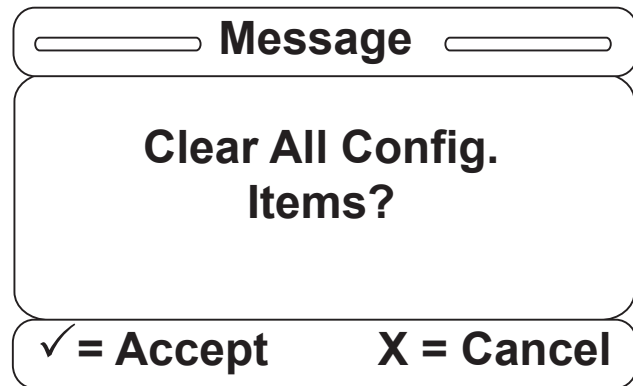 Message
Clear All Config.
Items?
✓= Accept X = Cancel